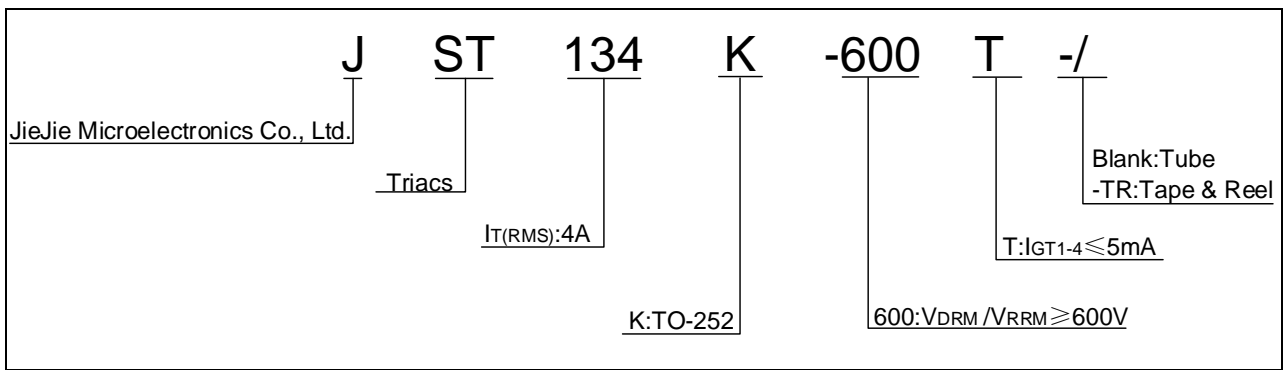 J ST 134 K -600 T -/
JieJie Microelectronics Co., Ltd.
Blank:Tube
Triacs
-TR:Tape & Reel
IT(RMS):4A
T:IGT1-4≤5mA
K:TO-252
600:VDRM/VRRM≥600V